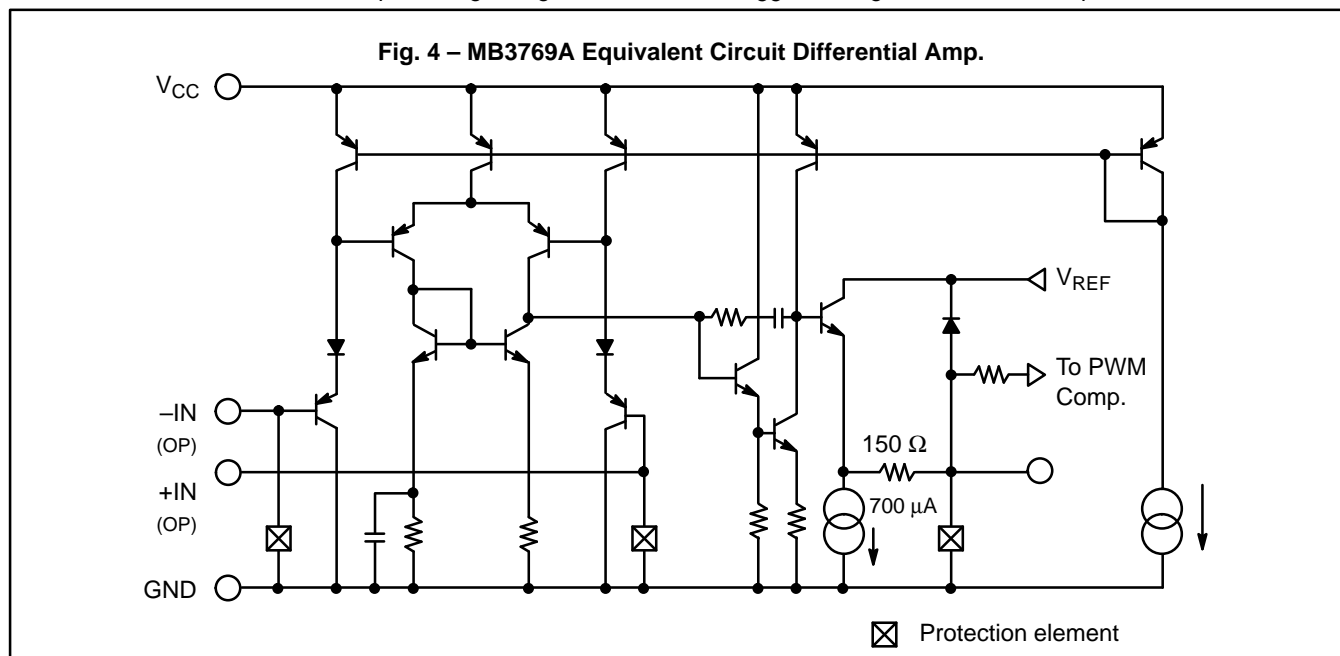 Fig. 4 – MB3769A Equivalent Circuit Differential Amp.
VCC
VREF
To PWM
Comp.
–IN
(OP)
150 Ω
+IN
(OP)
700 μA
GND
Protection element